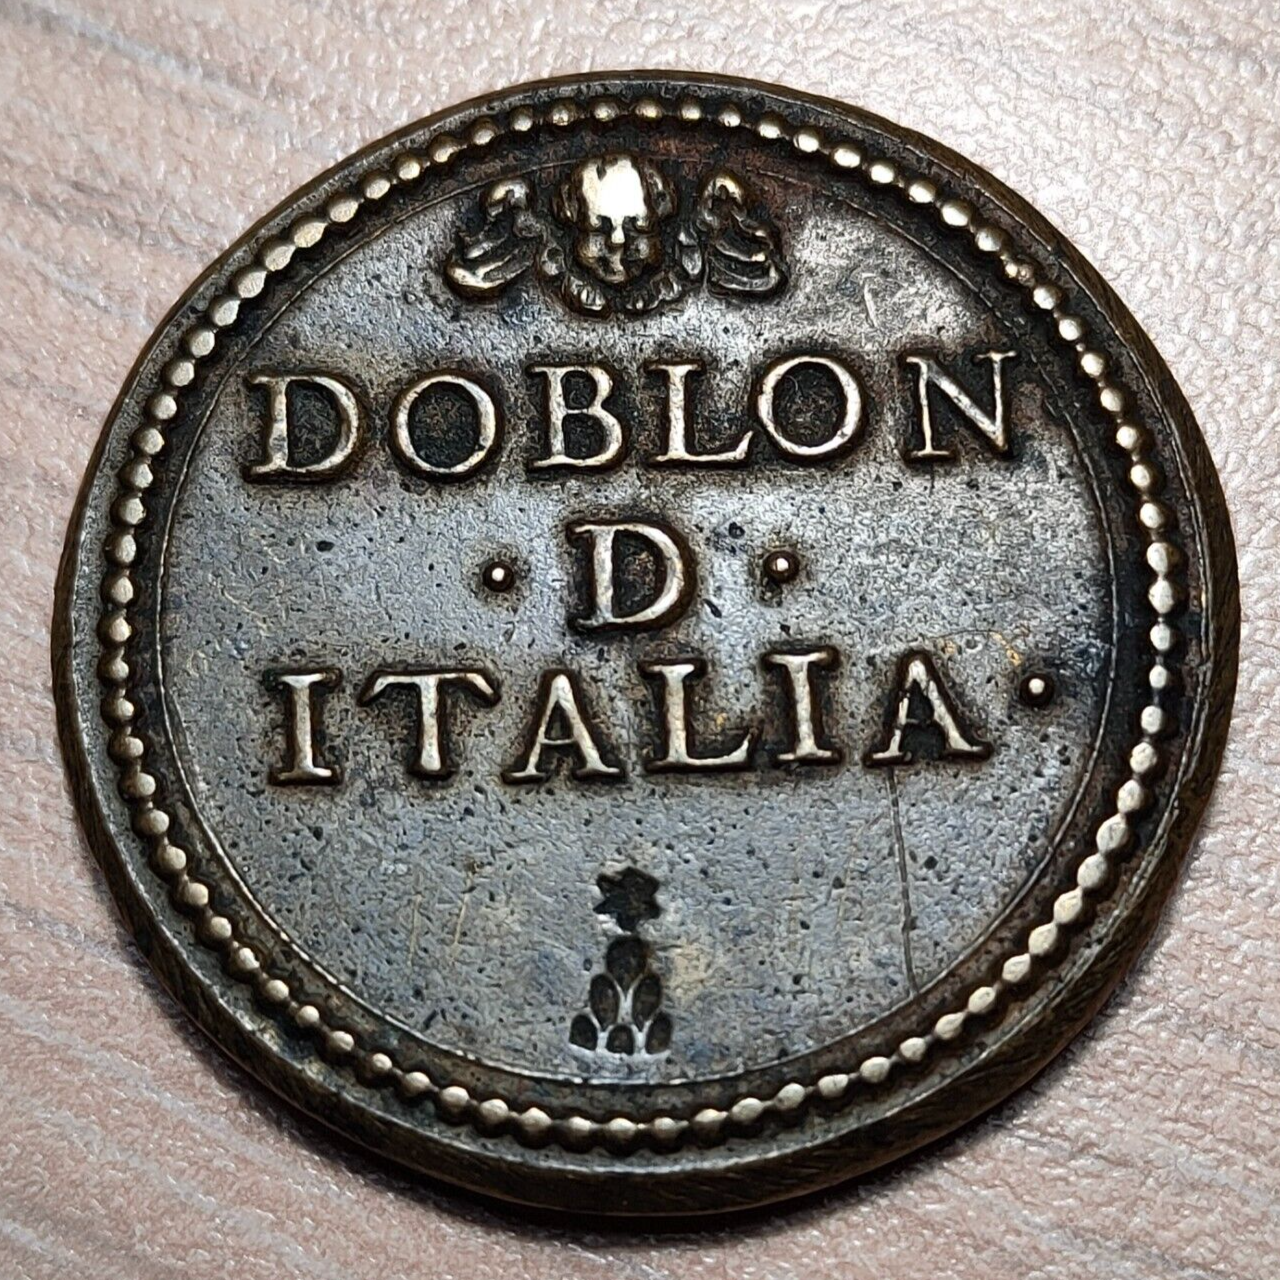 DOBLON
· D ·
ITALIA ·